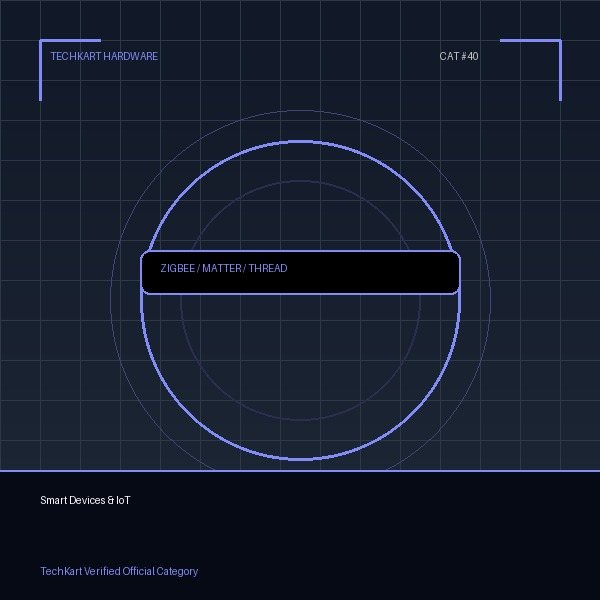 TECHKART HARDWARE
CAT #40
ZIGBEE / MATTER / THREAD
Smart Devices & IoT
TechKart Verified Official Category